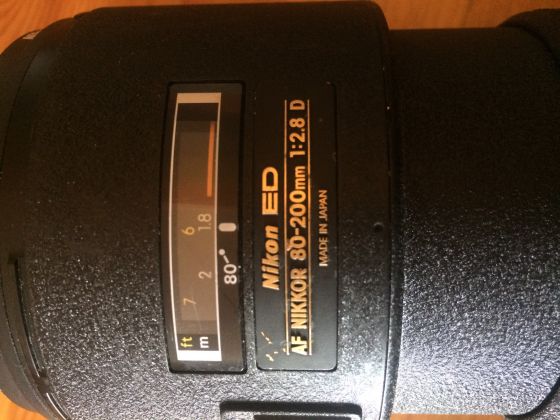 Nikon ED
AF NIKKOR 80-200mm 1:2.8 D
MADE IN JAPAN
ft 7 6
m 2 1.8
80